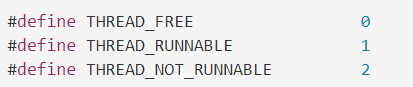 #define THREAD_FREE 0
#define THREAD_RUNNABLE 1
#define THREAD_NOT_RUNNABLE 2